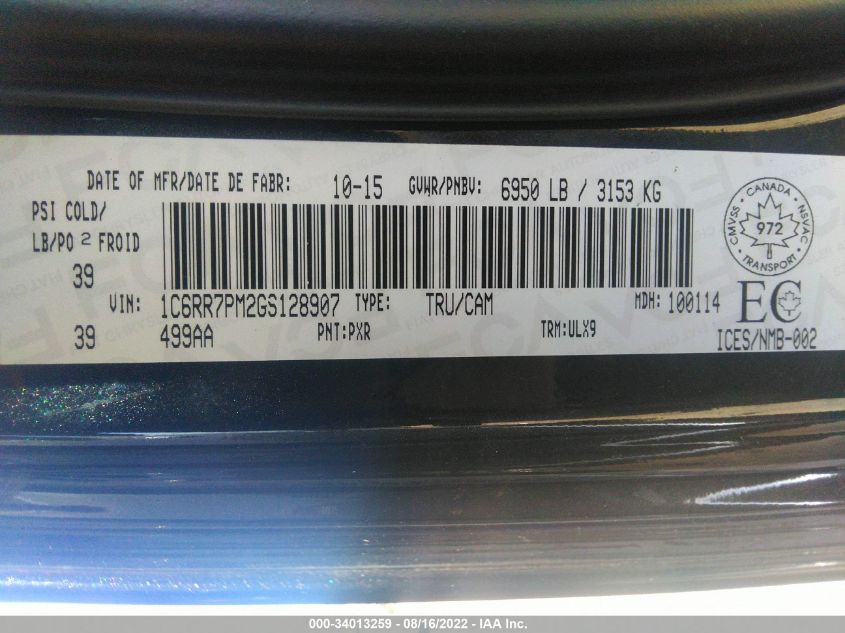 DATE OF MFR/DATE DE FABR: 10-15 GVWR/PNBV: 6950 LB / 3153 KG
PSI COLD/
LB/PO 2 FROID
39
VIN: 1C6RR7PM2GS128907 TYPE: TRU/CAM MDH: 100114
39 499AA PNT:PXR TRM:ULX9
CANADA
CMVSS 972 NSVAC
TRANSPORT
EC
ICES/NMB-002
000-34013259 - 08/16/2022 - IAA Inc.